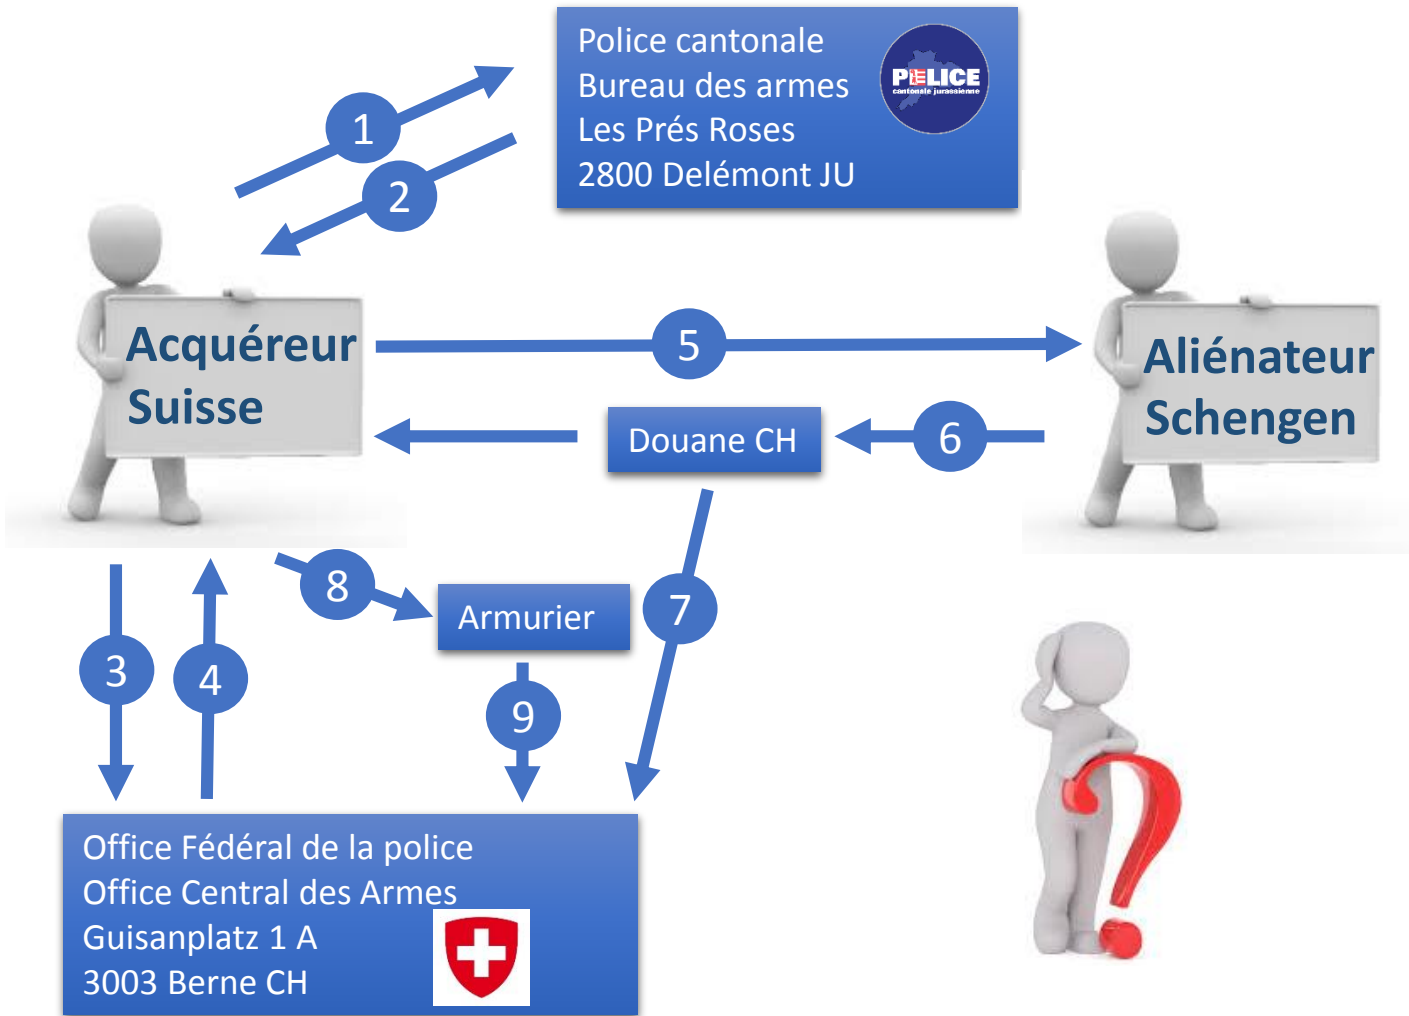 Police cantonale
Bureau des armes
Les Prés Roses
2800 Delémont JU
POLICE
cantonale jurassienne
1
2
Acquéreur
Suisse
5
Aliénateur
Schengen
Douane CH
6
8
Armurier
7
3
4
9
Office Fédéral de la police
Office Central des Armes
Guisanplatz 1 A
3003 Berne CH